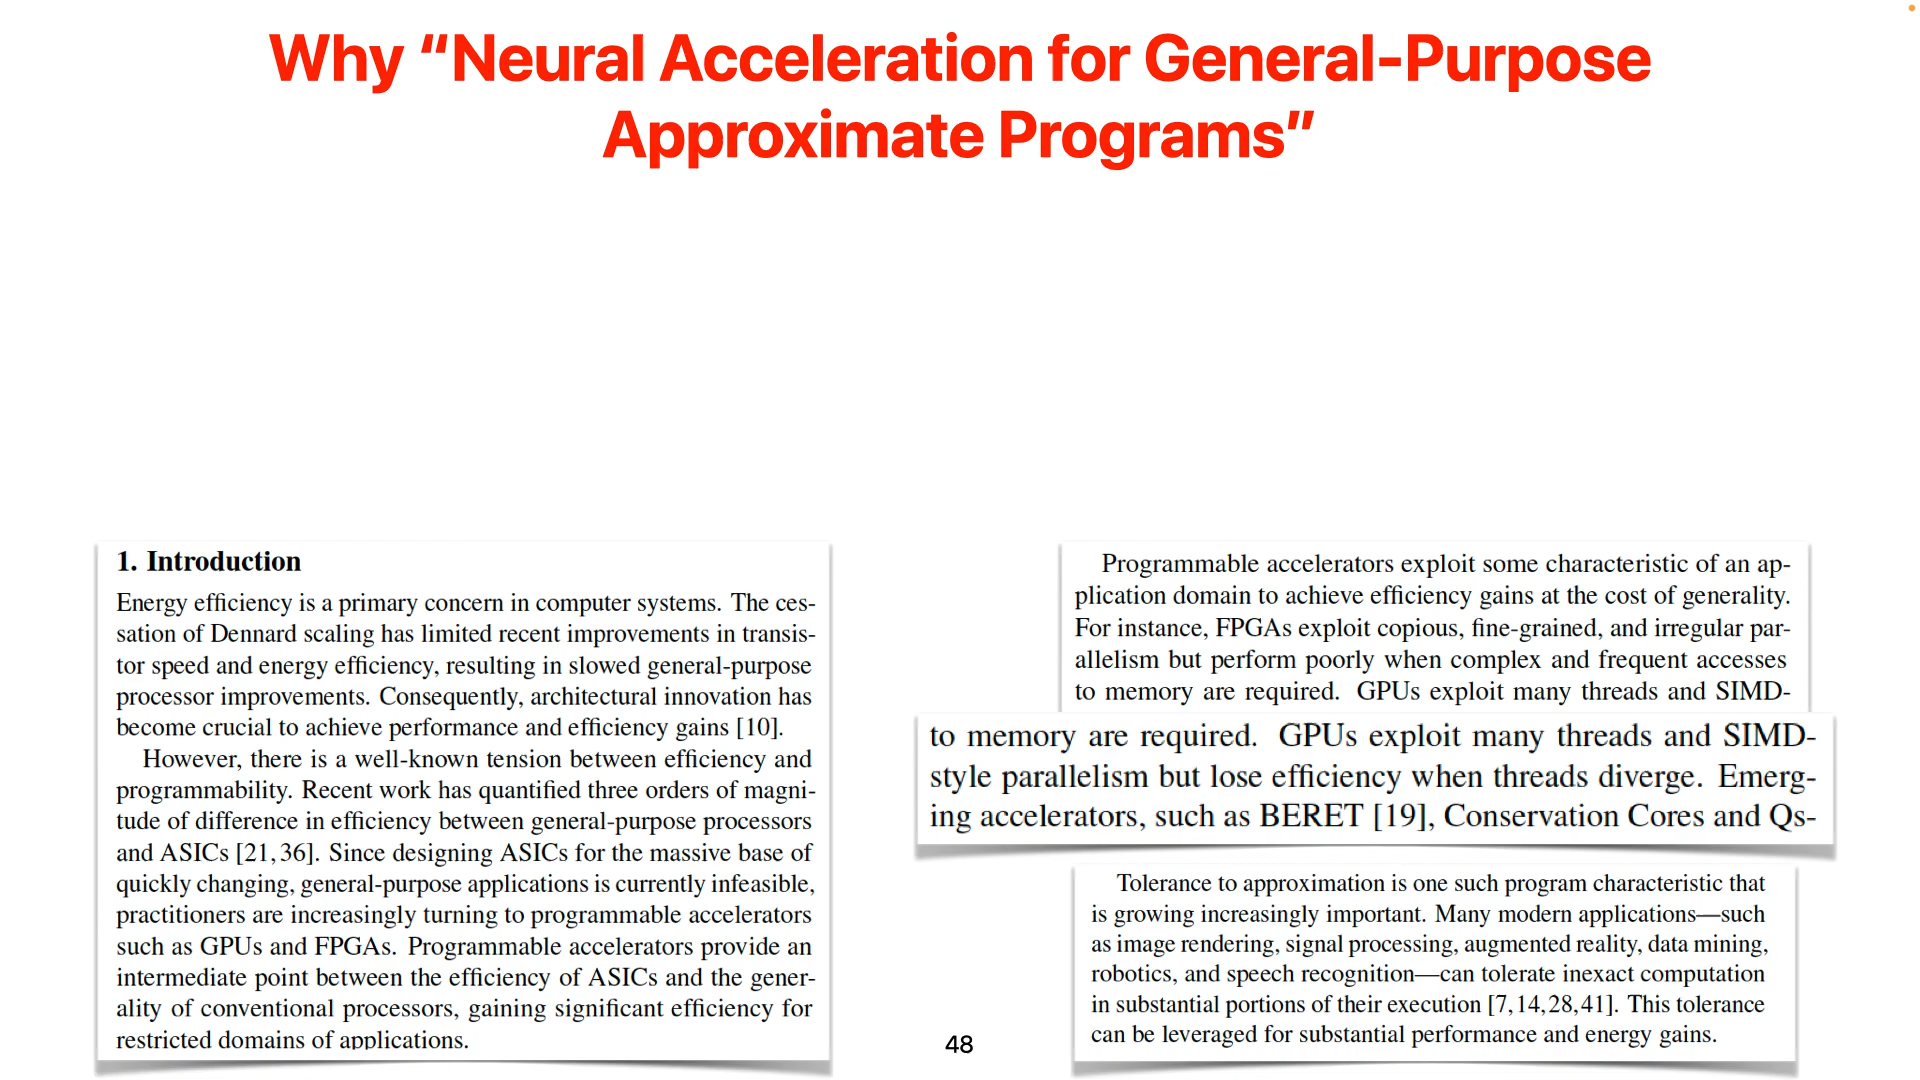 Why “Neural Acceleration for General-Purpose
Approximate Programs”
1. Introduction
Energy efficiency is a primary concern in computer systems. The ces-
sation of Dennard scaling has limited recent improvements in transis-
tor speed and energy efficiency, resulting in slowed general-purpose
processor improvements. Consequently, architectural innovation has
become crucial to achieve performance and efficiency gains [10].
However, there is a well-known tension between efficiency and
programmability. Recent work has quantified three orders of magni-
tude of difference in efficiency between general-purpose processors
and ASICs [21,36]. Since designing ASICs for the massive base of
quickly changing, general-purpose applications is currently infeasible,
practitioners are increasingly turning to programmable accelerators
such as GPUs and FPGAs. Programmable accelerators provide an
intermediate point between the efficiency of ASICs and the gener-
ality of conventional processors, gaining significant efficiency for
restricted domains of applications.
Programmable accelerators exploit some characteristic of an ap-
plication domain to achieve efficiency gains at the cost of generality.
For instance, FPGAs exploit copious, fine-grained, and irregular par-
allelism but perform poorly when complex and frequent accesses
to memory are required. GPUs exploit many threads and SIMD-
to memory are required. GPUs exploit many threads and SIMD-
style parallelism but lose efficiency when threads diverge. Emerg-
ing accelerators, such as BERET [19], Conservation Cores and Qs-
Tolerance to approximation is one such program characteristic that
is growing increasingly important. Many modern applications—such
as image rendering, signal processing, augmented reality, data mining,
robotics, and speech recognition—can tolerate inexact computation
in substantial portions of their execution [7,14,28,41]. This tolerance
can be leveraged for substantial performance and energy gains.
48